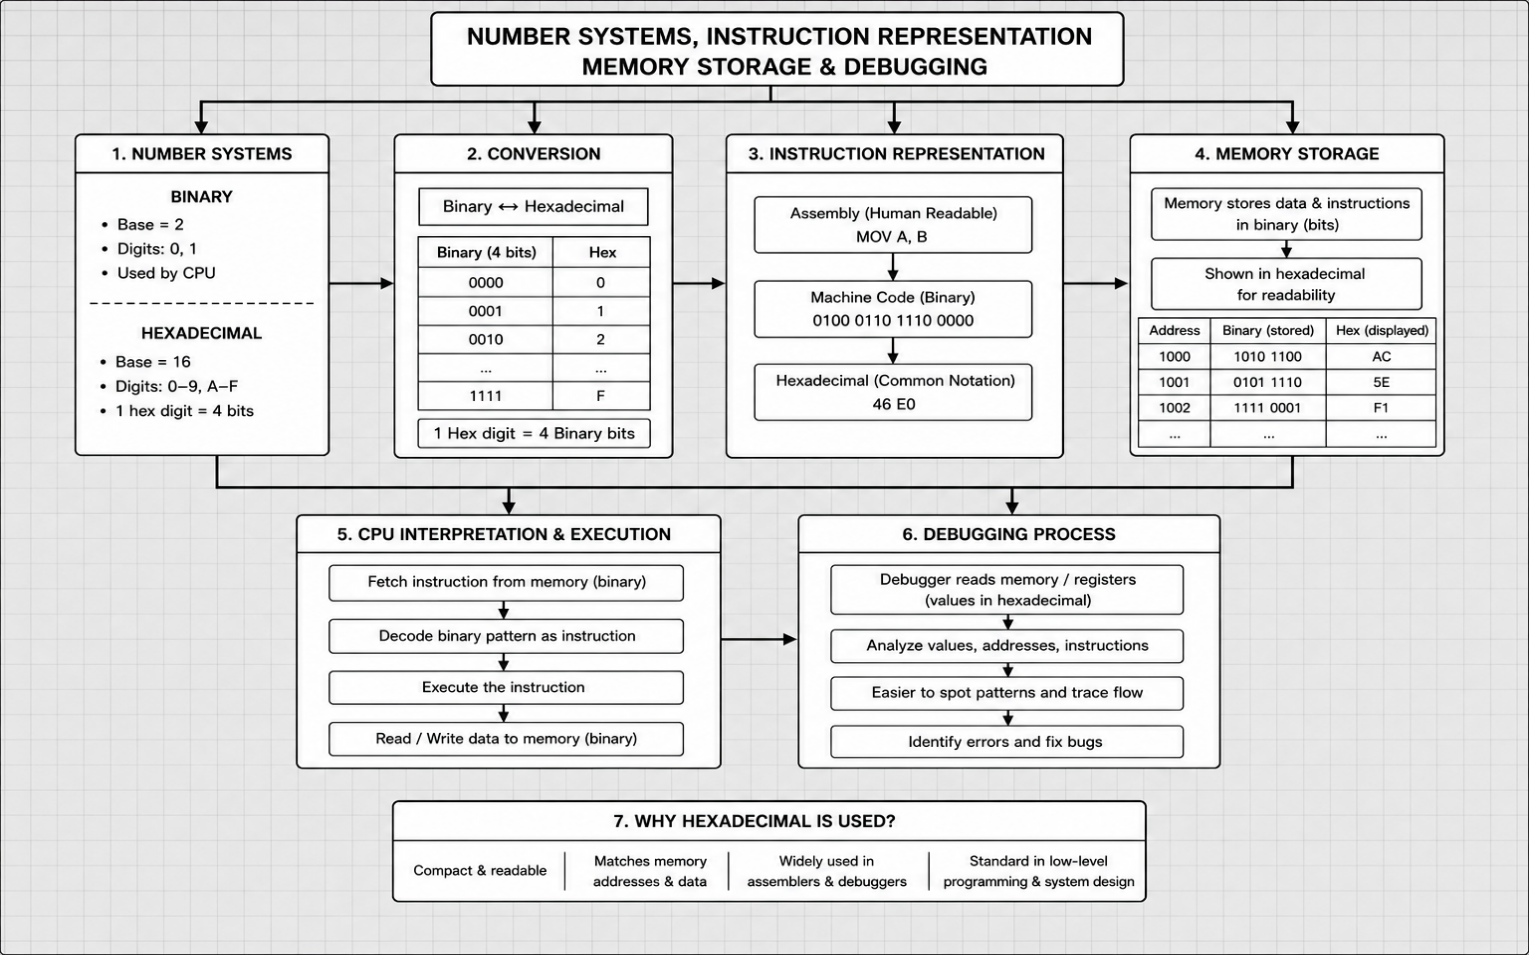 NUMBER SYSTEMS, INSTRUCTION REPRESENTATION
MEMORY STORAGE & DEBUGGING
1. NUMBER SYSTEMS
BINARY
• Base = 2
• Digits: 0, 1
• Used by CPU
HEXADECIMAL
• Base = 16
• Digits: 0–9, A–F
• 1 hex digit = 4 bits
2. CONVERSION
Binary ↔ Hexadecimal
Binary (4 bits) Hex
0000 0
0001 1
0010 2
... ...
1111 F
1 Hex digit = 4 Binary bits
3. INSTRUCTION REPRESENTATION
Assembly (Human Readable)
MOV A, B
Machine Code (Binary)
0100 0110 1110 0000
Hexadecimal (Common Notation)
46 E0
4. MEMORY STORAGE
Memory stores data & instructions
in binary (bits)
Shown in hexadecimal
for readability
Address Binary (stored) Hex (displayed)
1000 1010 1100 AC
1001 0101 1110 5E
1002 1111 0001 F1
... ... ...
5. CPU INTERPRETATION & EXECUTION
Fetch instruction from memory (binary)
Decode binary pattern as instruction
Execute the instruction
Read / Write data to memory (binary)
6. DEBUGGING PROCESS
Debugger reads memory / registers
(values in hexadecimal)
Analyze values, addresses, instructions
Easier to spot patterns and trace flow
Identify errors and fix bugs
7. WHY HEXADECIMAL IS USED?
Compact & readable
Matches memory
addresses & data
Widely used in
assemblers & debuggers
Standard in low-level
programming & system design